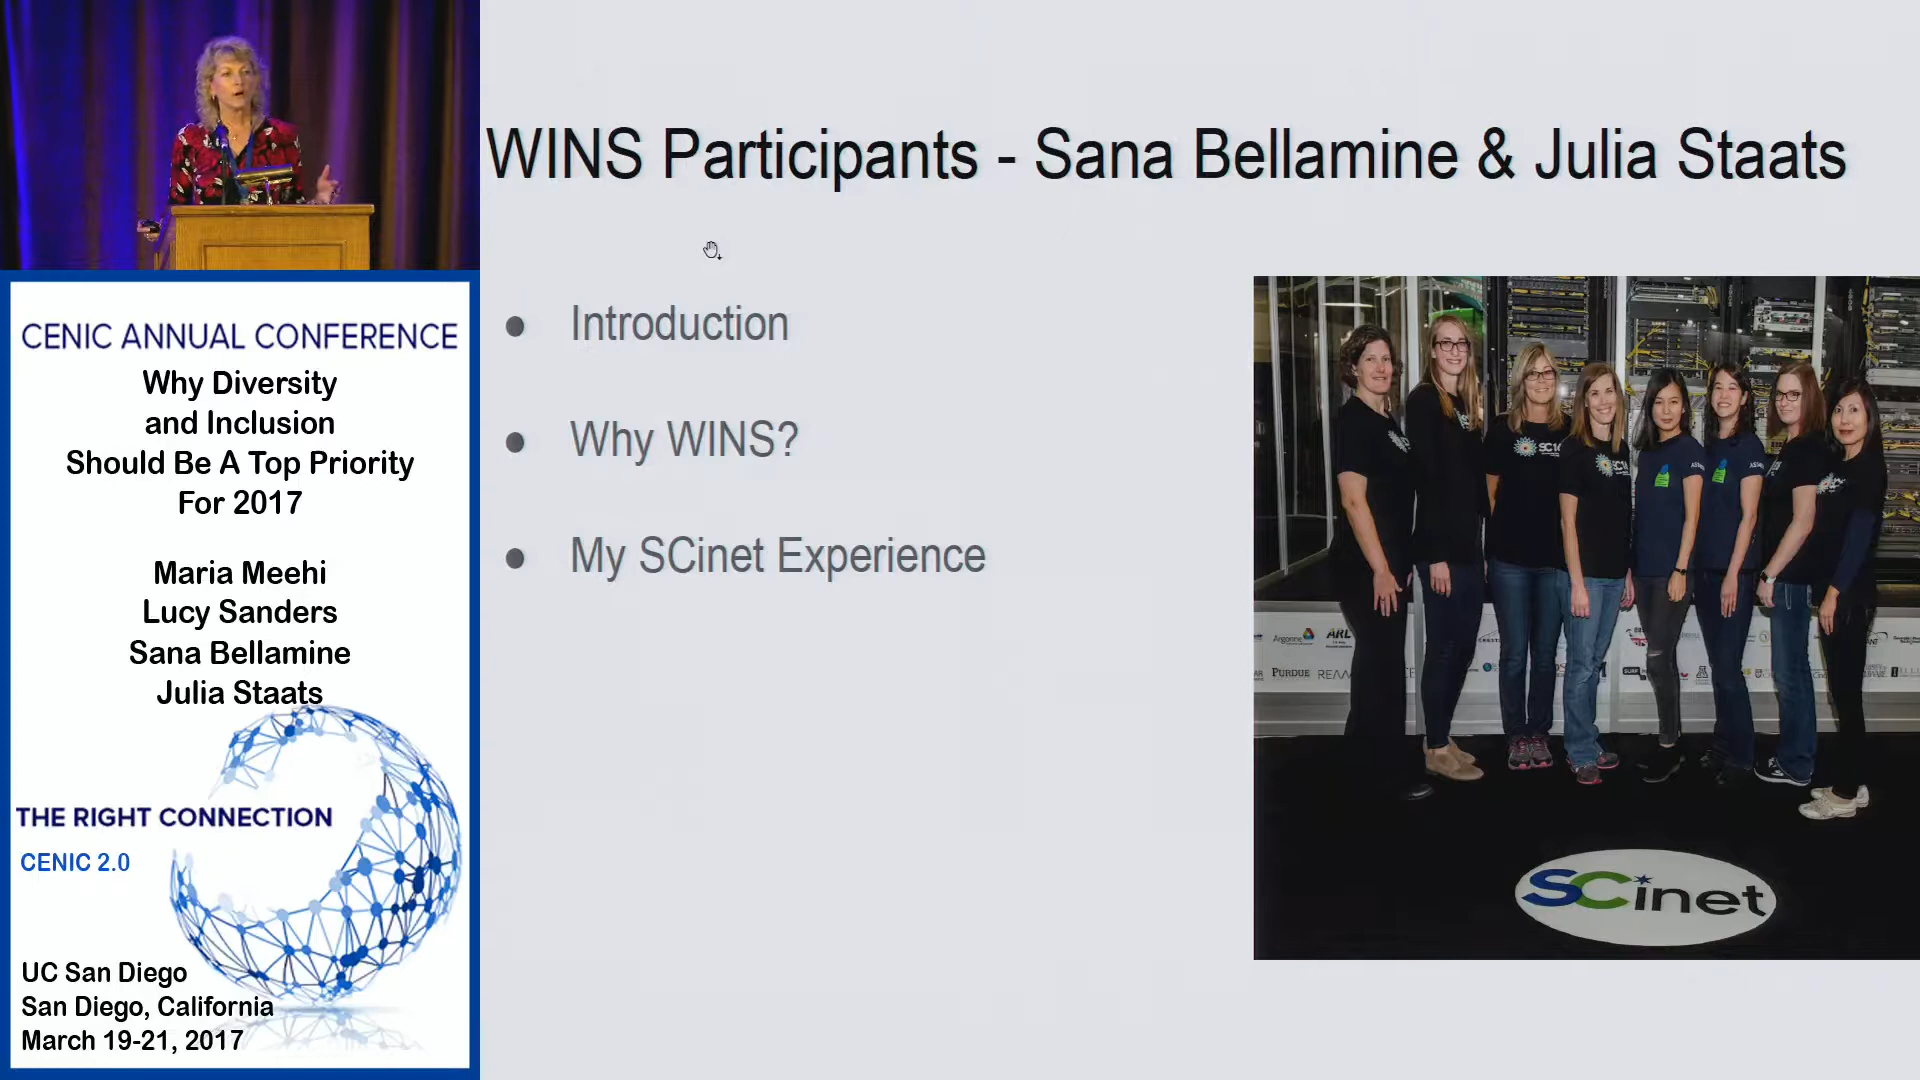 WINS Participants - Sana Bellamine & Julia Staats
Introduction
Why WINS?
My SCinet Experience
CENIC ANNUAL CONFERENCE
Why Diversity
and Inclusion
Should Be A Top Priority
For 2017
Maria Meehi
Lucy Sanders
Sana Bellamine
Julia Staats
THE RIGHT CONNECTION
CENIC 2.0
UC San Diego
San Diego, California
March 19-21, 2017
Argonne
ARL
PURDUE
SCinet